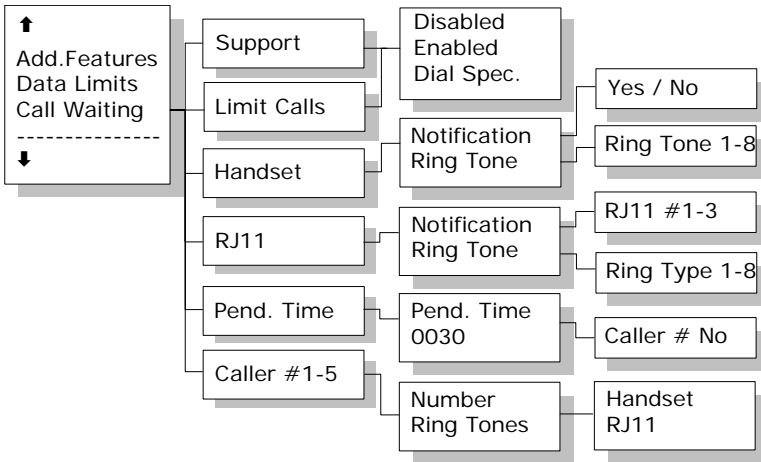 ⬆
Add.Features
Data Limits
Call Waiting
---------------
⬇
Support
Limit Calls
Handset
RJ11
Pend. Time
Caller #1-5
Disabled
Enabled
Dial Spec.
Notification
Ring Tone
Notification
Ring Tone
Pend. Time
0030
Number
Ring Tones
Yes / No
Ring Tone 1-8
RJ11 #1-3
Ring Type 1-8
Caller # No
Handset
RJ11